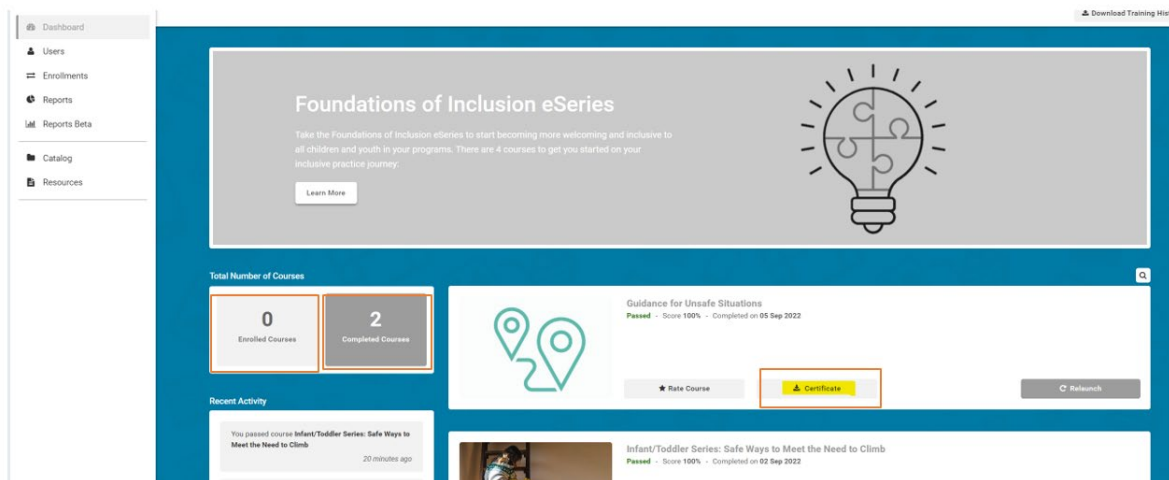 Download Training His
Dashboard
Users
Enrollments
Reports
Reports Beta
Catalog
Resources
Foundations of Inclusion eSeries
Take the Foundations of Inclusion eSeries to start becoming more welcoming and inclusive to
all children and youth in your programs. There are 4 courses to get you started on your
inclusive practice journey:
Learn More
Total Number of Courses
0
Enrolled Courses
2
Completed Courses
Guidance for Unsafe Situations
Passed - Score 100% - Completed on 05 Sep 2022
Rate Course
Certificate
Relaunch
Recent Activity
You passed course Infant/Toddler Series: Safe Ways to
Meet the Need to Climb
20 minutes ago
Infant/Toddler Series: Safe Ways to Meet the Need to Climb
Passed - Score 100% - Completed on 02 Sep 2022